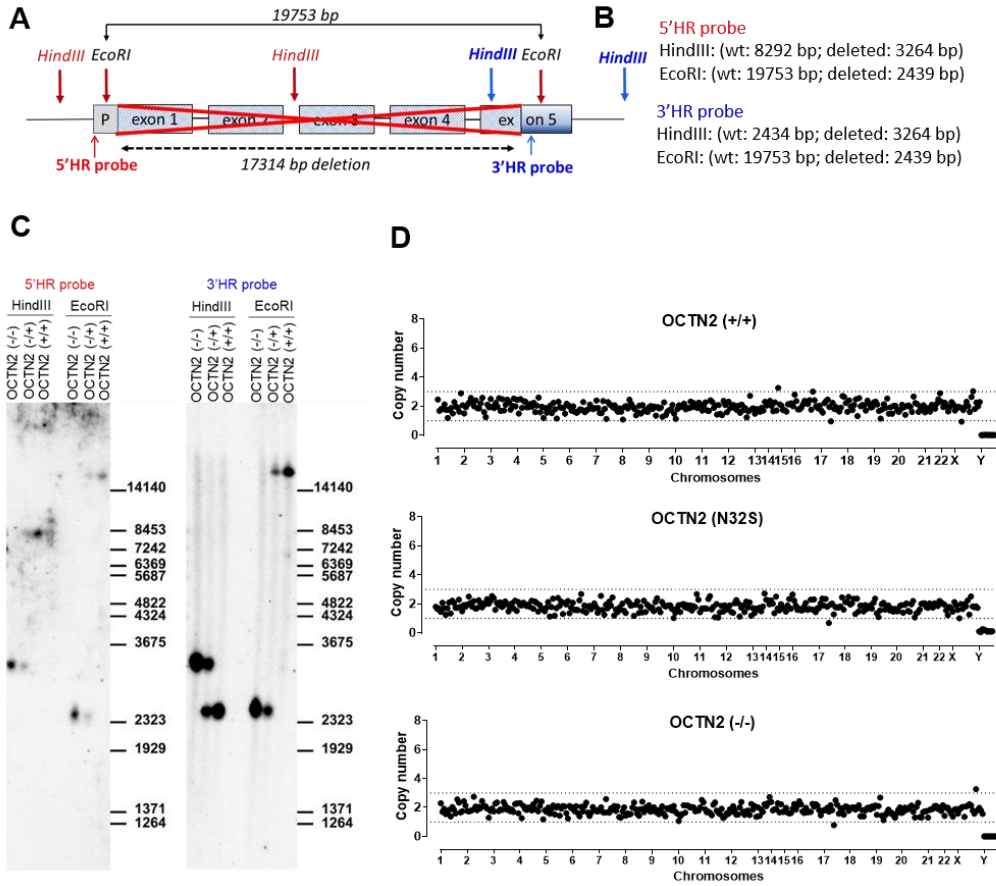 A
19753 bp
HindIII
EcoRI
HindIII
HindIII
EcoRI
HindIII
P
exon 1
exon 2
exon 3
exon 4
ex
on 5
5'HR probe
17314 bp deletion
3'HR probe
B
5'HR probe
HindIII: (wt: 8292 bp; deleted: 3264 bp)
EcoRI: (wt: 19753 bp; deleted: 2439 bp)
3'HR probe
HindIII: (wt: 2434 bp; deleted: 3264 bp)
EcoRI: (wt: 19753 bp; deleted: 2439 bp)
C
5'HR probe
HindIII
EcoRI
OCTN2 (-/-)
OCTN2 (-/+)
OCTN2 (+/+)
OCTN2 (-/-)
OCTN2 (-/+)
OCTN2 (+/+)
14140
8453
7242
6369
5687
4822
4324
3675
2323
1929
1371
1264
3'HR probe
HindIII
EcoRI
OCTN2 (-/-)
OCTN2 (-/+)
OCTN2 (+/+)
OCTN2 (-/-)
OCTN2 (-/+)
OCTN2 (+/+)
14140
8453
7242
6369
5687
4822
4324
3675
2323
1929
1371
1264
D
OCTN2 (+/+)
Copy number
8
6
4
2
0
1 2 3 4 5 6 7 8 9 10 11 12 13 14 15 16 17 18 19 20 21 22 X Y
Chromosomes
OCTN2 (N32S)
Copy number
8
6
4
2
0
1 2 3 4 5 6 7 8 9 10 11 12 13 14 15 16 17 18 19 20 21 22 X Y
Chromosomes
OCTN2 (-/-)
Copy number
8
6
4
2
0
1 2 3 4 5 6 7 8 9 10 11 12 13 14 15 16 17 18 19 20 21 22 X Y
Chromosomes